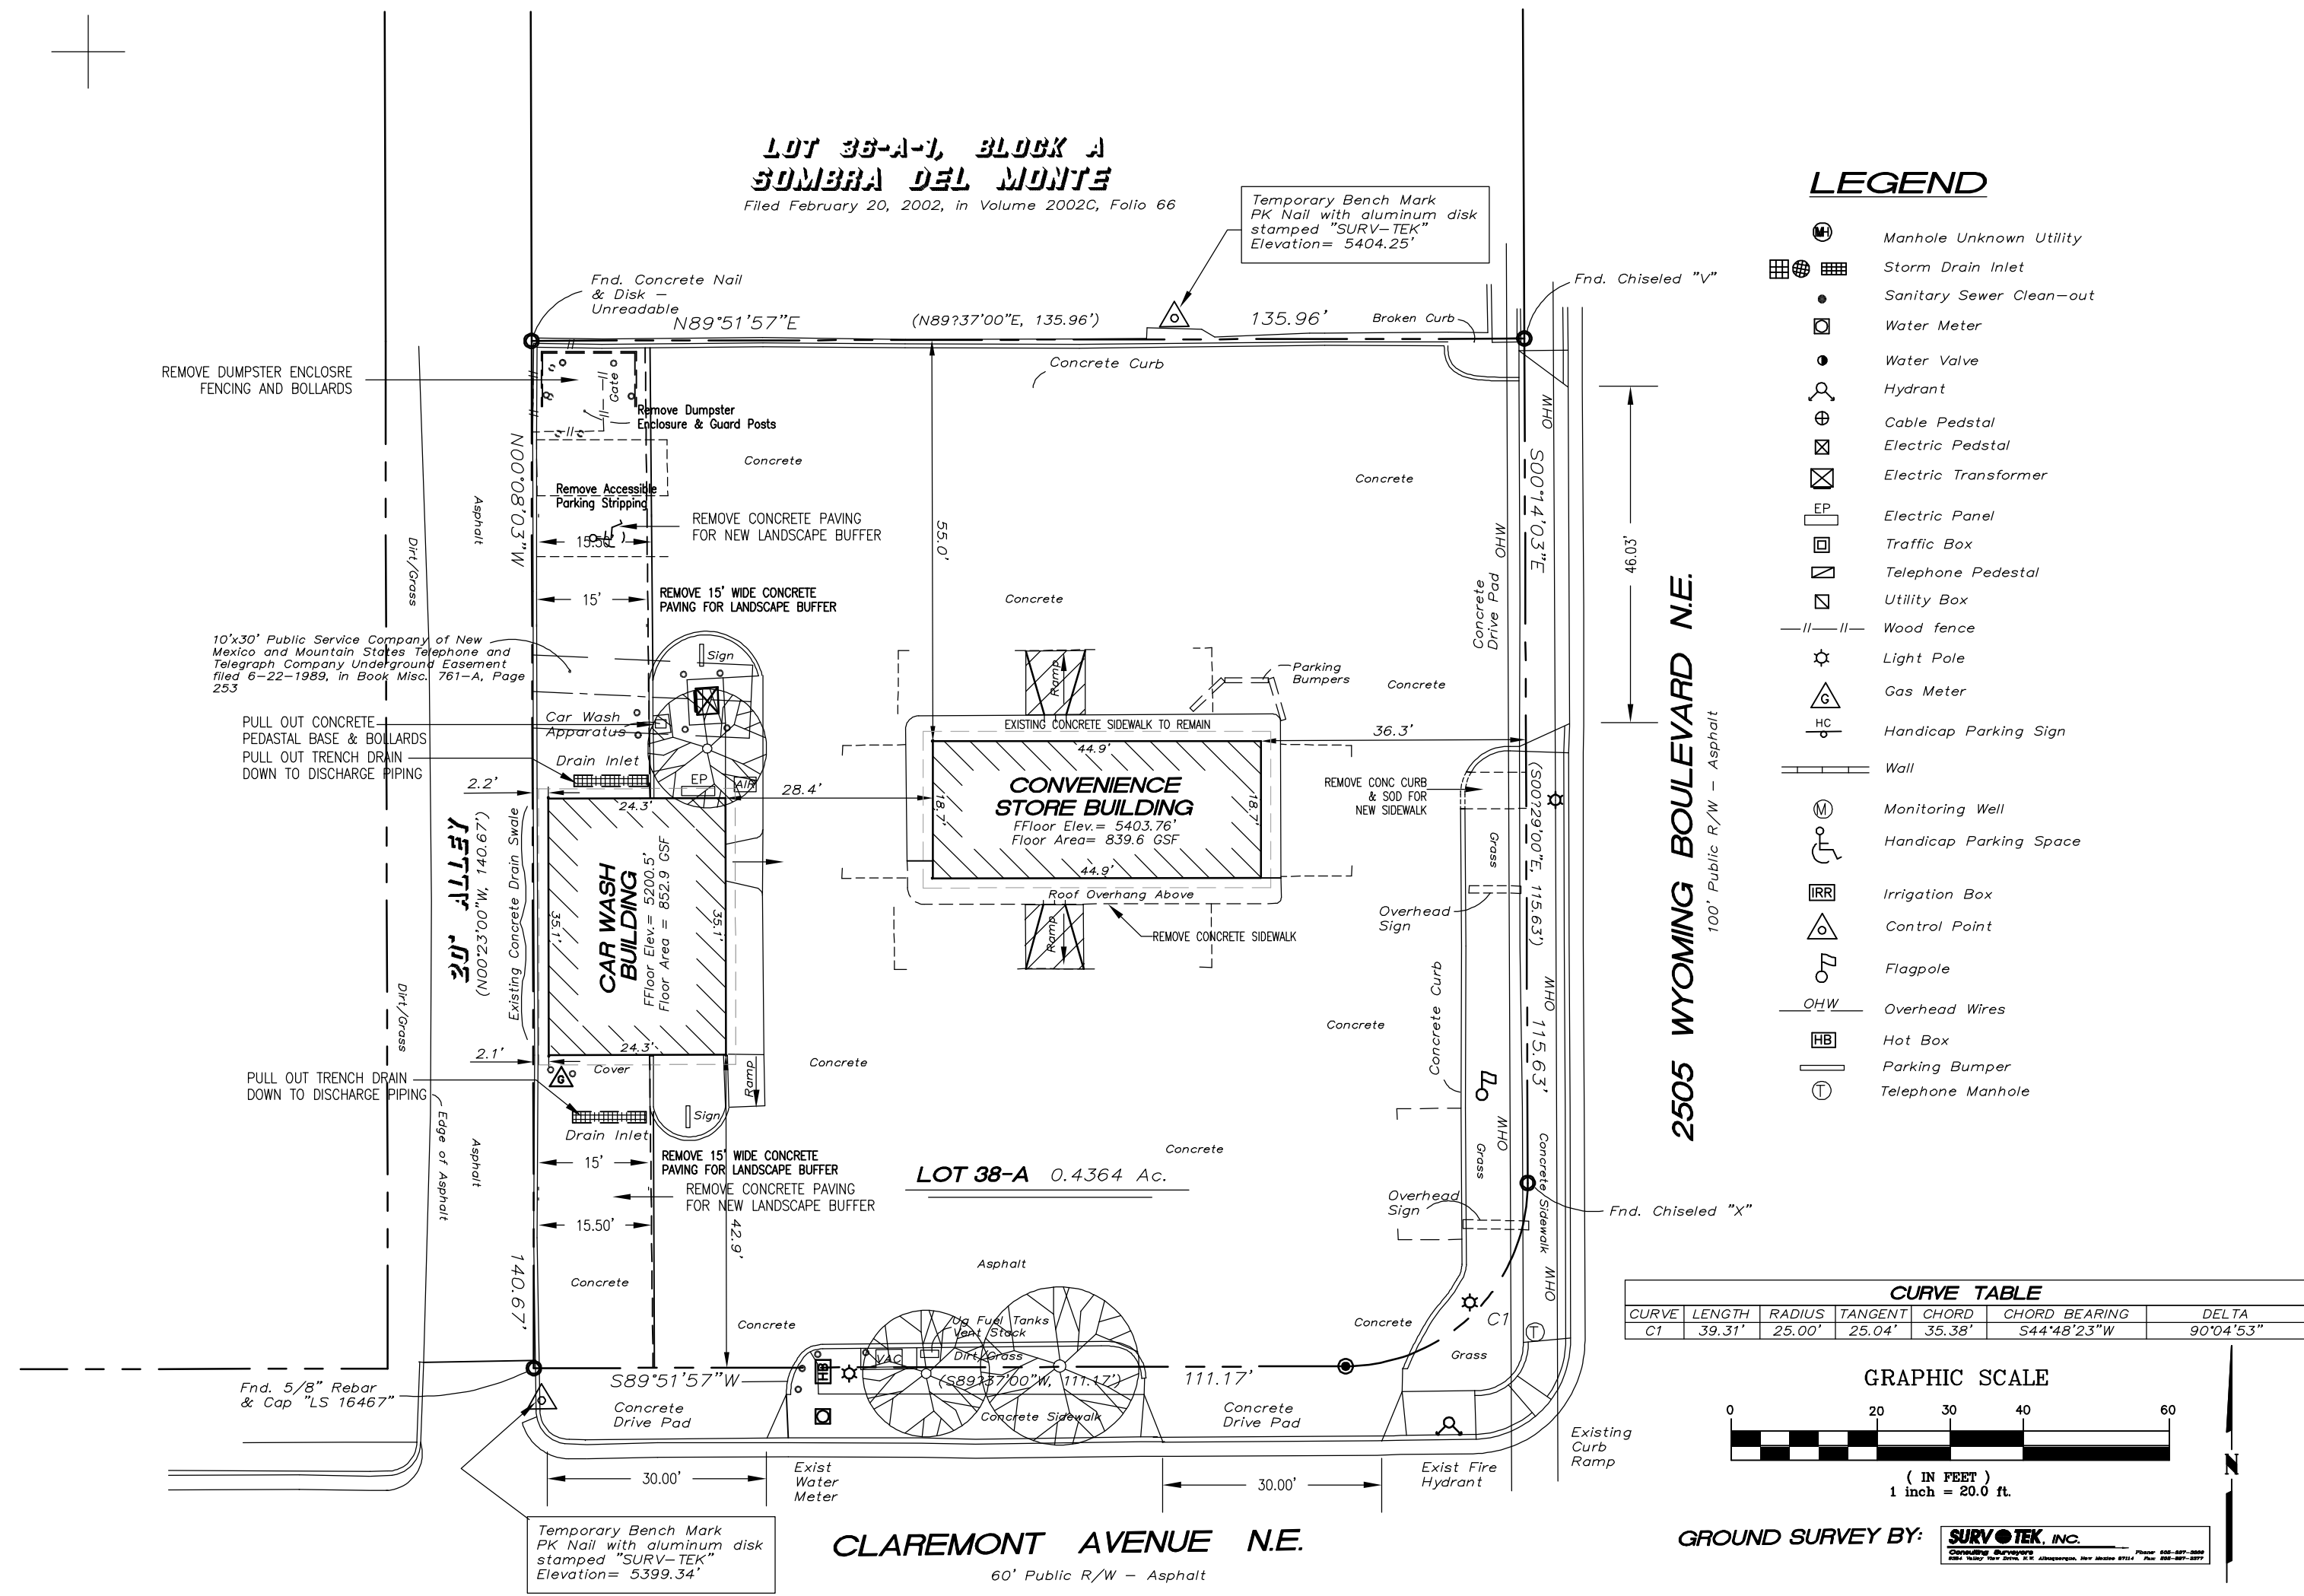 LOT 36-A-1, BLOCK A
SOMBRA DEL MONTE
Filed February 20, 2002, in Volume 2002C, Folio 66
Temporary Bench Mark
PK Nail with aluminum disk
stamped "SURV-TEK"
Elevation= 5404.25'
Fnd. Concrete Nail
& Disk -
Unreadable
N89°51'57"E
(N89?37'00"E, 135.96')
135.96'
Broken Curb
Fnd. Chiseled "V"
Concrete Curb
REMOVE DUMPSTER ENCLOSRE
FENCING AND BOLLARDS
Gate
Remove Dumpster
Enclosure & Guard Posts
N00°08'03"W
Concrete
Concrete
Asphalt
Dirt/Grass
Remove Accessible
Parking Stripping
REMOVE CONCRETE PAVING
FOR NEW LANDSCAPE BUFFER
15.50'
55.0'
OHW
S00°14'03"E
OHW
46.03'
15'
REMOVE 15' WIDE CONCRETE
PAVING FOR LANDSCAPE BUFFER
Concrete
Concrete
Drive Pad
10'x30' Public Service Company of New
Mexico and Mountain States Telephone and
Telegraph Company Underground Easement
filed 6-22-1989, in Book Misc. 761-A, Page
253
Sign
Ramp
Parking
Bumpers
Concrete
PULL OUT CONCRETE
PEDASTAL BASE & BOLLARDS
Car Wash
Apparatus
EXISTING CONCRETE SIDEWALK TO REMAIN
36.3'
44.9'
PULL OUT TRENCH DRAIN
DOWN TO DISCHARGE PIPING
Drain Inlet
EP
AIR
2.2'
24.3'
28.4'
CONVENIENCE
STORE BUILDING
FFloor Elev.= 5403.76'
Floor Area= 839.6 GSF
18.7'
18.7'
44.9'
REMOVE CONC CURB
& SOD FOR
NEW SIDEWALK
(S00?29'00"E, 115.63')
Grass
2505 WYOMING BOULEVARD N.E.
100' Public R/W - Asphalt
20' ALLEY
(N00?23'00"W, 140.67')
Existing Concrete Drain Swale
CAR WASH
BUILDING
FFloor Elev.= 5200.5'
Floor Area = 852.9 GSF
35.1'
35.1'
Roof Overhang Above
Ramp
REMOVE CONCRETE SIDEWALK
Overhead
Sign
Dirt/Grass
Concrete
Concrete Curb
OHW
115.63'
2.1'
24.3'
Cover
G
Concrete
Ramp
PULL OUT TRENCH DRAIN
DOWN TO DISCHARGE PIPING
Sign
Drain Inlet
Edge of Asphalt
Asphalt
OHW
Grass
Concrete Sidewalk
15'
REMOVE 15' WIDE CONCRETE
PAVING FOR LANDSCAPE BUFFER
Concrete
LOT 38-A 0.4364 Ac.
REMOVE CONCRETE PAVING
FOR NEW LANDSCAPE BUFFER
15.50'
42.9'
Overhead
Sign
Fnd. Chiseled "X"
140.67'
Asphalt
Concrete
OHW
Concrete
Ug Fuel Tanks
Vent Stack
Concrete
C1
T
Grass
HB
VAC
Dirt/Grass
S89°51'57"W
(S89?37'00"W, 111.17')
111.17'
Fnd. 5/8" Rebar
& Cap "LS 16467"
Concrete
Drive Pad
Concrete Sidewalk
Concrete
Drive Pad
30.00'
Exist
Water
Meter
30.00'
Exist Fire
Hydrant
Existing
Curb
Ramp
Temporary Bench Mark
PK Nail with aluminum disk
stamped "SURV-TEK"
Elevation= 5399.34'
CLAREMONT AVENUE N.E.
60' Public R/W - Asphalt
LEGEND
MH Manhole Unknown Utility
Storm Drain Inlet
Sanitary Sewer Clean-out
Water Meter
Water Valve
Hydrant
Cable Pedstal
Electric Pedstal
Electric Transformer
EP Electric Panel
Traffic Box
Telephone Pedestal
Utility Box
Wood fence
Light Pole
G Gas Meter
HC Handicap Parking Sign
Wall
M Monitoring Well
Handicap Parking Space
IRR Irrigation Box
Control Point
Flagpole
OHW Overhead Wires
HB Hot Box
Parking Bumper
T Telephone Manhole
CURVE TABLE
CURVE LENGTH RADIUS TANGENT CHORD CHORD BEARING DELTA
C1 39.31' 25.00' 25.04' 35.38' S44°48'23"W 90°04'53"
GRAPHIC SCALE
0 20 30 40 60
( IN FEET )
1 inch = 20.0 ft.
N
GROUND SURVEY BY:
SURV TEK, INC.
Consulting Surveyors